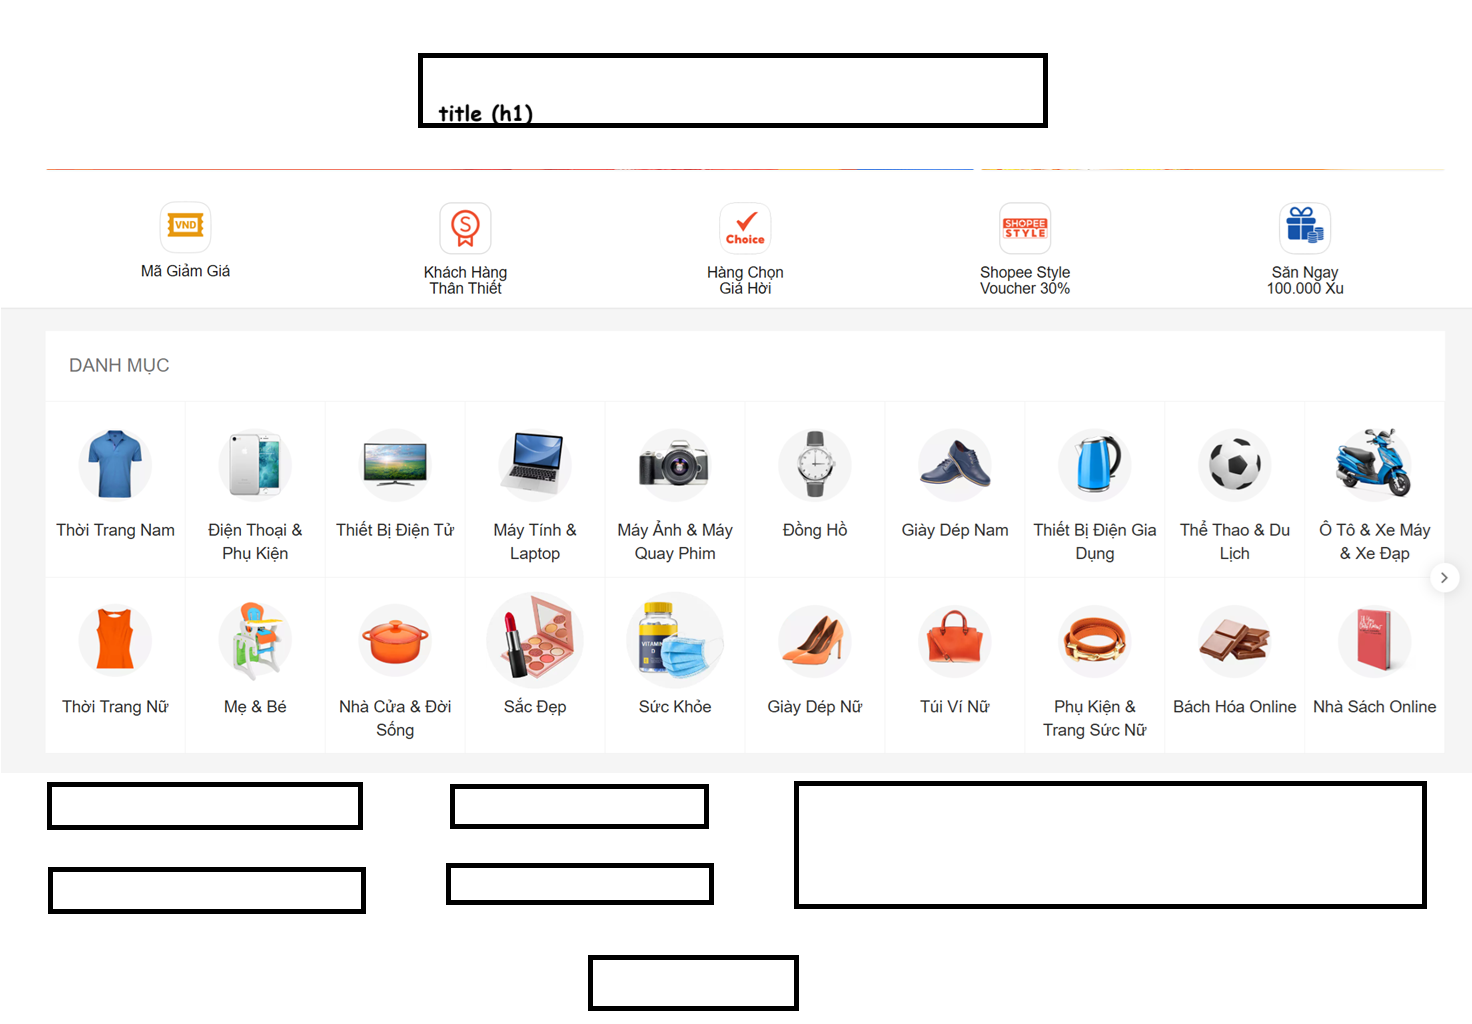 title (h1)
VND
Mã Giảm Giá
S
Khách Hàng
Thân Thiết
Choice
Hàng Chọn
Giá Hời
SHOPEE
STYLE
Shopee Style
Voucher 30%
Săn Ngay
100.000 Xu
DANH MỤC
Thời Trang Nam
Điện Thoại &
Phụ Kiện
Thiết Bị Điện Tử
Máy Tính &
Laptop
Máy Ảnh & Máy
Quay Phim
Đồng Hồ
Giày Dép Nam
Thiết Bị Điện Gia
Dụng
Thể Thao & Du
Lịch
Ô Tô & Xe Máy
& Xe Đạp
Thời Trang Nữ
Mẹ & Bé
Nhà Cửa & Đời
Sống
Sắc Đẹp
VITAMIN
D
Sức Khỏe
Giày Dép Nữ
Túi Ví Nữ
Phụ Kiện &
Trang Sức Nữ
Bách Hóa Online
Nhà Sách Online